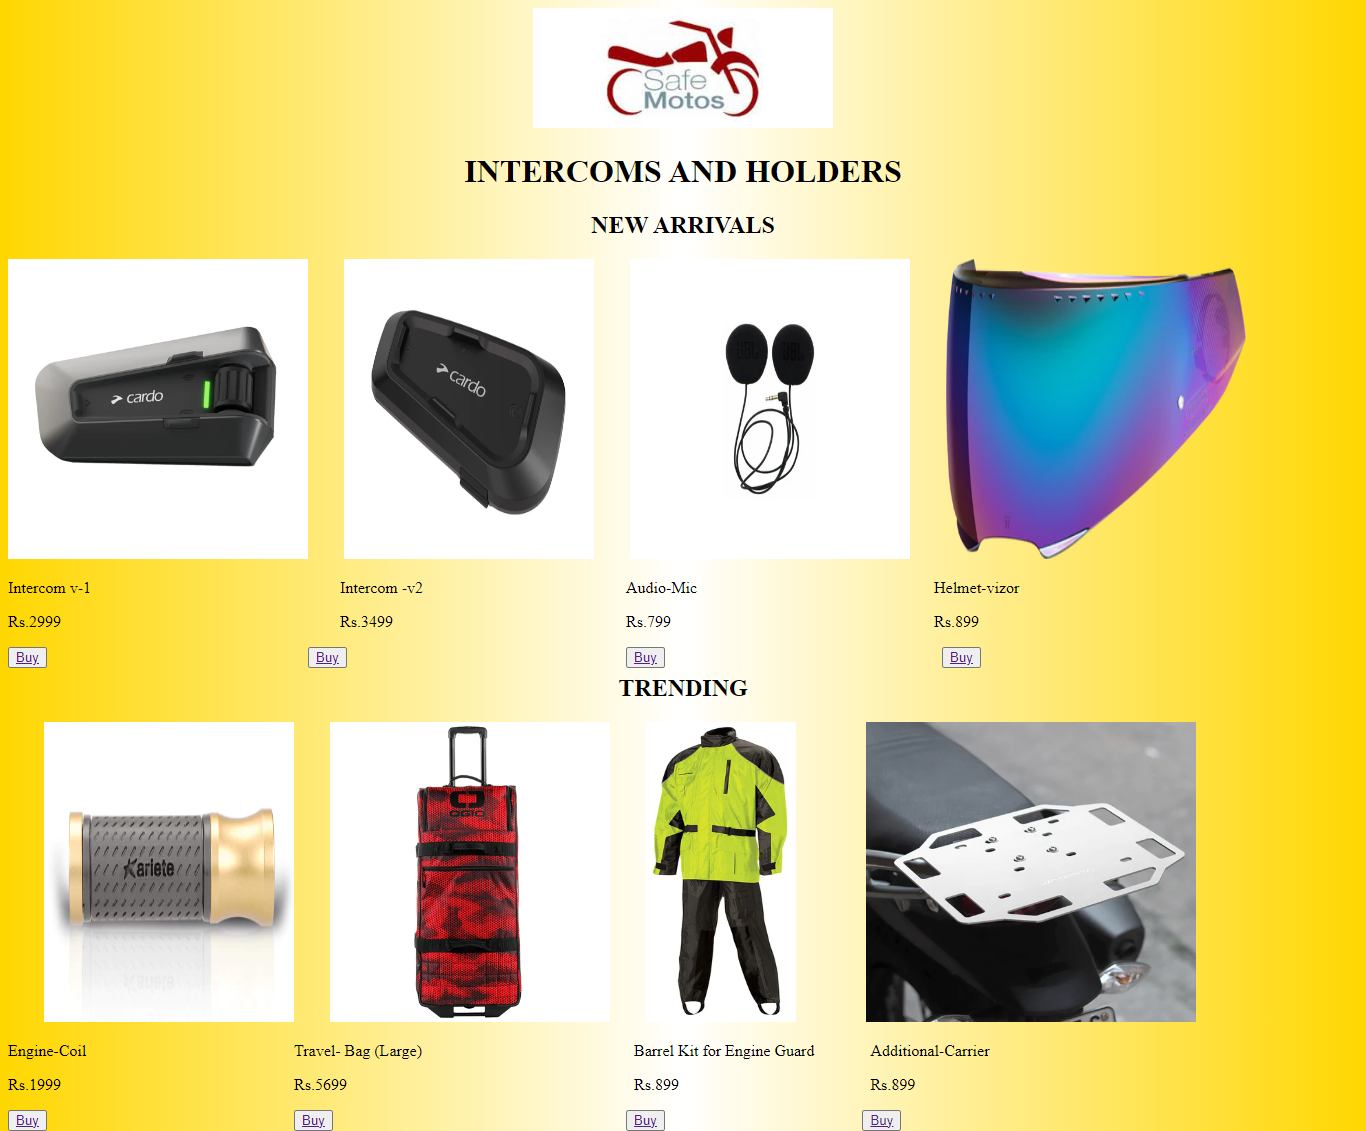 Safe
Motos
INTERCOMS AND HOLDERS
NEW ARRIVALS
cardo
cardo
JBL JBL
Intercom v-1 Intercom -v2 Audio-Mic Helmet-vizor
Rs.2999 Rs.3499 Rs.799 Rs.899
Buy Buy Buy Buy
TRENDING
OGIO
ariete
Engine-Coil Travel- Bag (Large) Barrel Kit for Engine Guard Additional-Carrier
Rs.1999 Rs.5699 Rs.899 Rs.899
Buy Buy Buy Buy